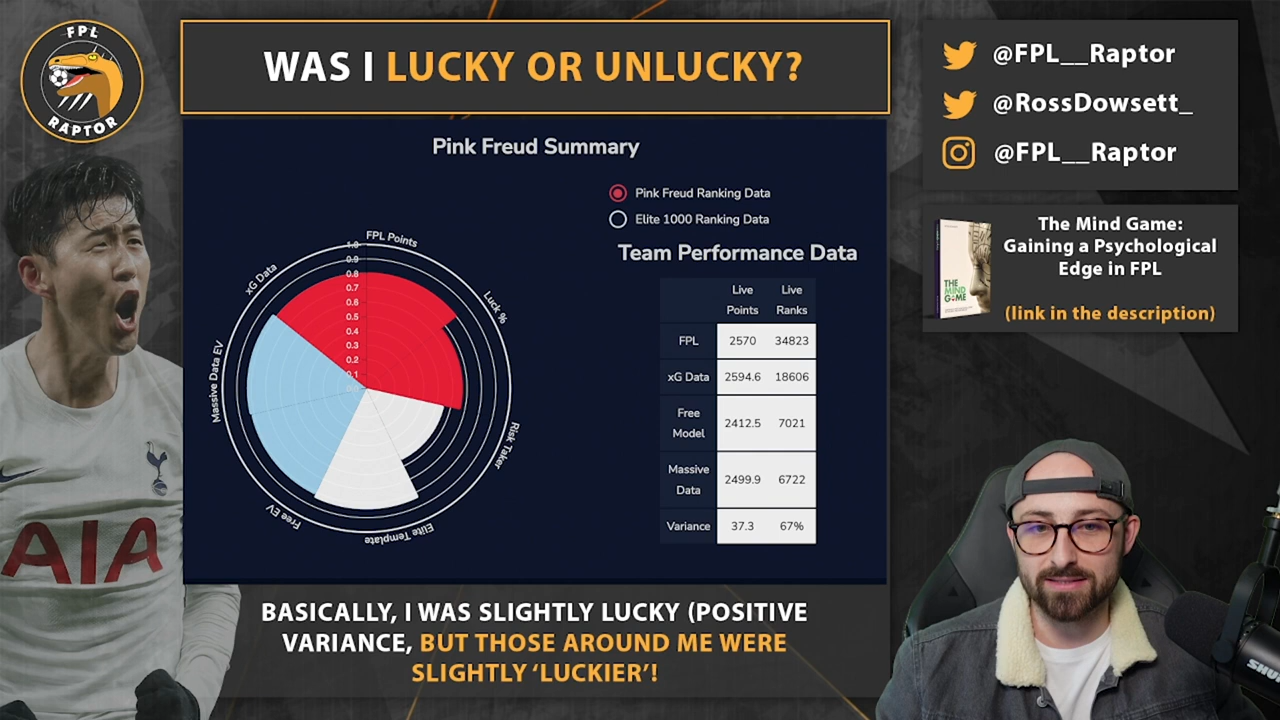 FPL
RAPTOR
WAS I LUCKY OR UNLUCKY?
@FPL__Raptor
@RossDowsett_
@FPL__Raptor
The Mind Game:
Gaining a Psychological
Edge in FPL
(link in the description)
THE
MIND
GAME
Pink Freud Summary
Pink Freud Ranking Data
Elite 1000 Ranking Data
Team Performance Data
Live Points
Live Ranks
FPL 2570 34823
xG Data 2594.6 18606
Free Model 2412.5 7021
Massive Data 2499.9 6722
Variance 37.3 67%
FPL Points
Luck %
Risk Taker
Elite Template
Free EV
Massive Data EV
xG Data
1.0
0.9
0.8
0.7
0.6
0.5
0.4
0.3
0.2
0.1
0.0
BASICALLY, I WAS SLIGHTLY LUCKY (POSITIVE
VARIANCE, BUT THOSE AROUND ME WERE
SLIGHTLY ‘LUCKIER’!
AIA
SHU